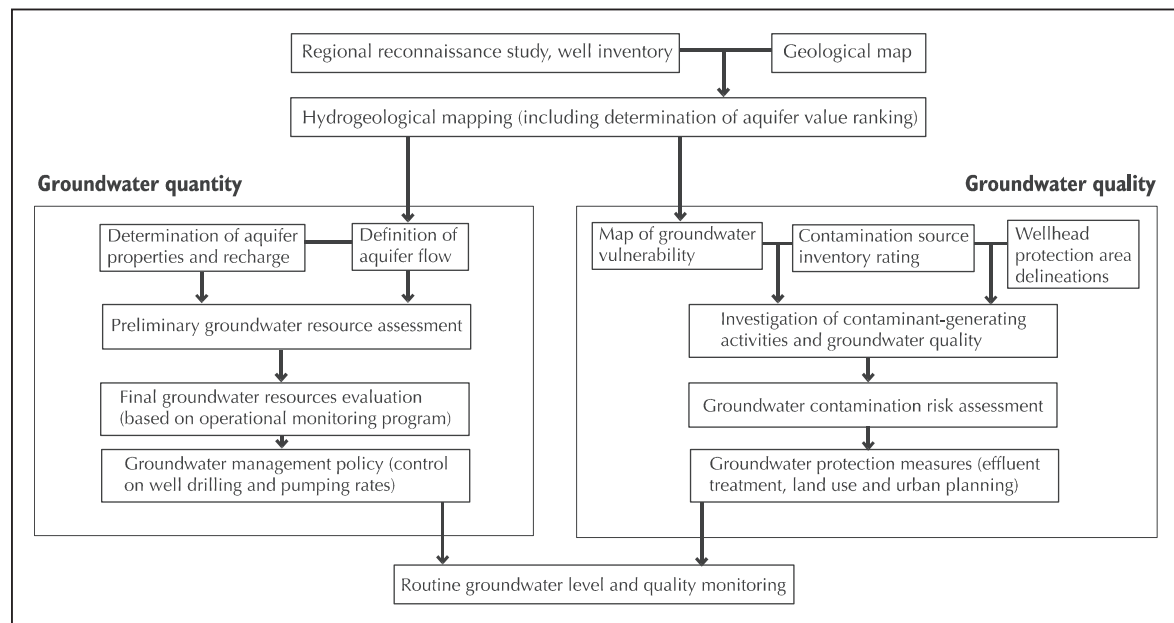 Regional reconnaissance study, well inventory
Geological map
Hydrogeological mapping (including determination of aquifer value ranking)
Groundwater quantity
Groundwater quality
Determination of aquifer
properties and recharge
Definition of
aquifer flow
Map of groundwater
vulnerability
Contamination source
inventory rating
Wellhead
protection area
delineations
Preliminary groundwater resource assessment
Investigation of contaminant-generating
activities and groundwater quality
Final groundwater resources evaluation
(based on operational monitoring program)
Groundwater contamination risk assessment
Groundwater management policy (control
on well drilling and pumping rates)
Groundwater protection measures (effluent
treatment, land use and urban planning)
Routine groundwater level and quality monitoring